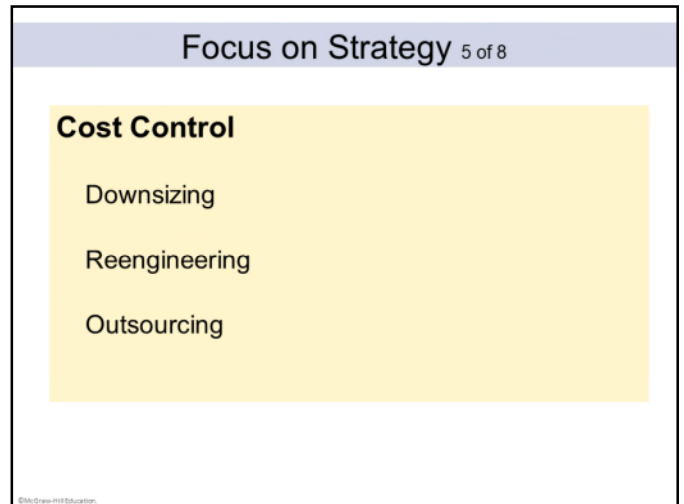 Focus on Strategy 5 of 8
Cost Control
Downsizing
Reengineering
Outsourcing
©McGraw-Hill Education.